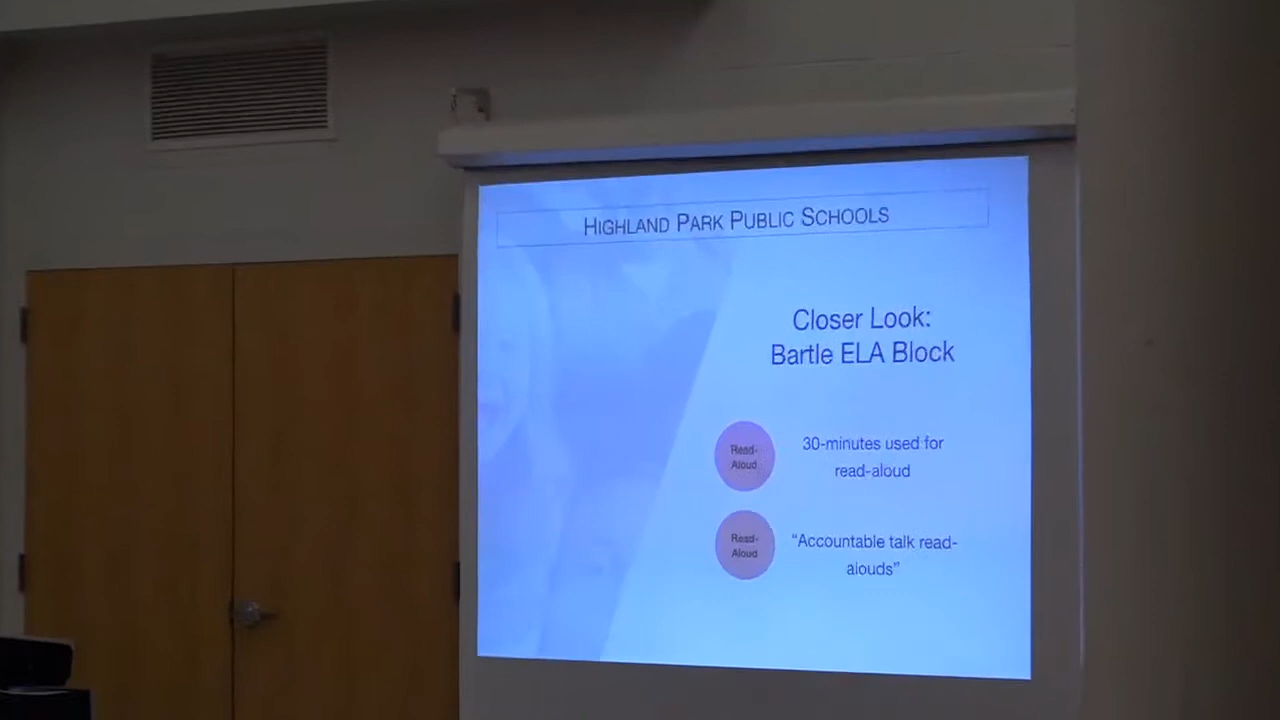 HIGHLAND PARK PUBLIC SCHOOLS
Closer Look:
Bartle ELA Block
Read-
Aloud
30-minutes used for
read-aloud
Read-
Aloud
“Accountable talk read-
alouds”